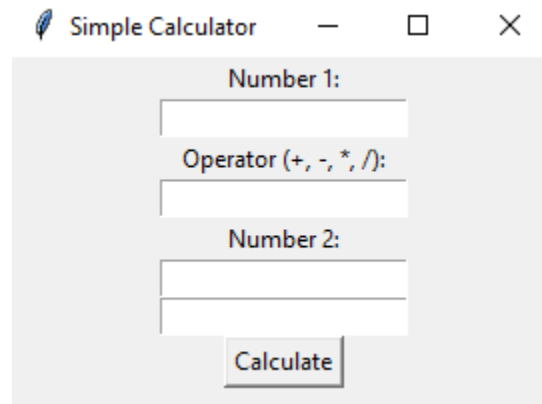 Simple Calculator
Number 1:
Operator (+, -, *, /):
Number 2:
Calculate